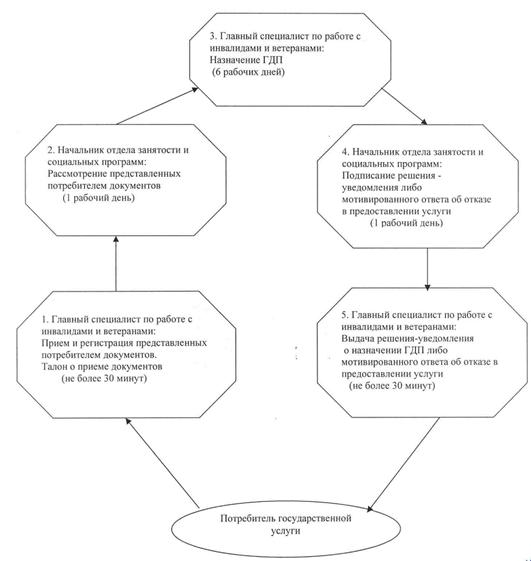 3. Главный специалист по работе с
инвалидами и ветеранами:
Назначение ГДП
(6 рабочих дней)
2. Начальник отдела занятости и
социальных программ:
Рассмотрение представленных
потребителем документов
(1 рабочий день)
4. Начальник отдела занятости и
социальных программ:
Подписание решения -
уведомления либо
мотивированного ответа об отказе
в предоставлении услуги
(1 рабочий день)
1. Главный специалист по работе с
инвалидами и ветеранами:
Прием и регистрация представленных
потребителем документов.
Талон о приеме документов
(не более 30 минут)
5. Главный специалист по работе с
инвалидами и ветеранами:
Выдача решения-уведомления
о назначении ГДП либо
мотивированного ответа об отказе в
предоставлении услуги
(не более 30 минут)
Потребитель государственной
услуги